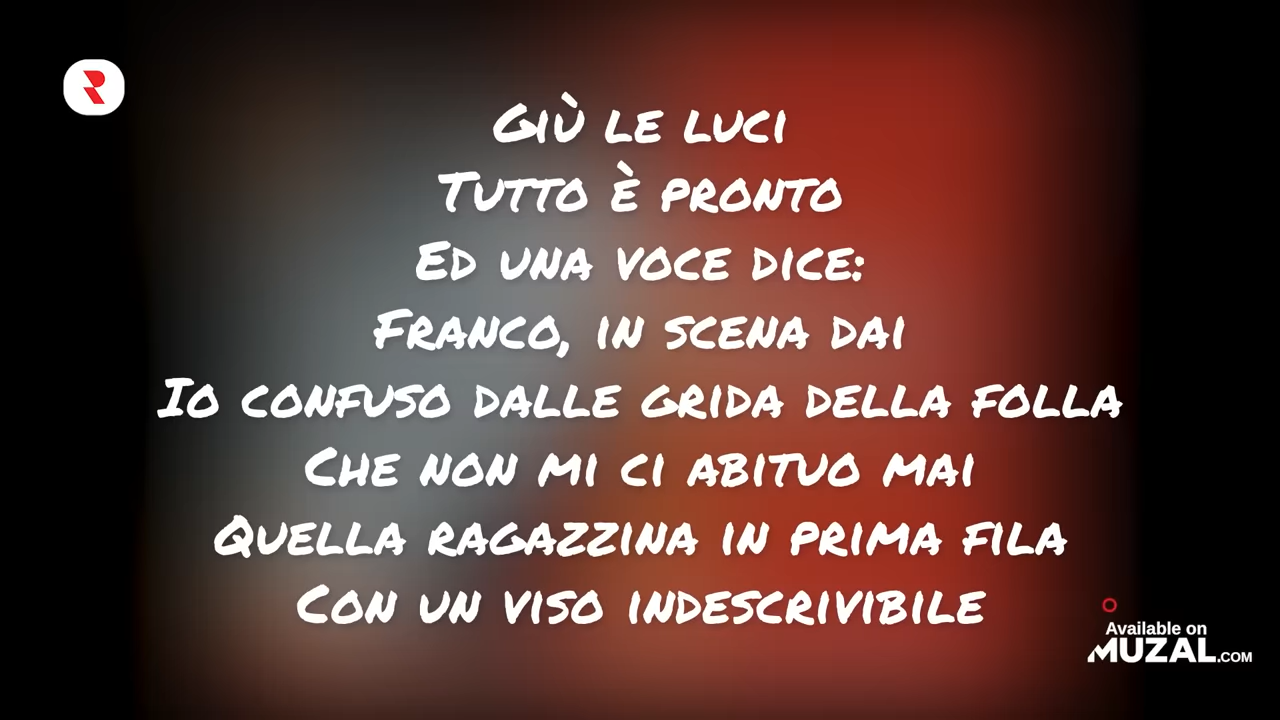 R
Giù le luci
Tutto è pronto
Ed una voce dice:
Franco, in scena dai
Io confuso dalle grida della folla
Che non mi ci abituo mai
Quella ragazzina in prima fila
Con un viso indescrivibile
Available on
MUZAL.COM